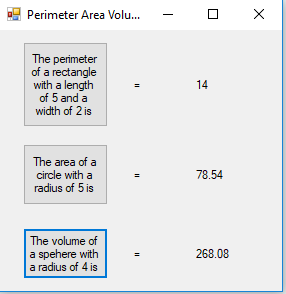 Perimeter Area Volu...
The perimeter
of a rectangle
with a length
of 5 and a
width of 2 is
=
14
The area of a
circle with a
radius of 5 is
=
78.54
The volume of
a spehere with
a radius of 4 is
=
268.08